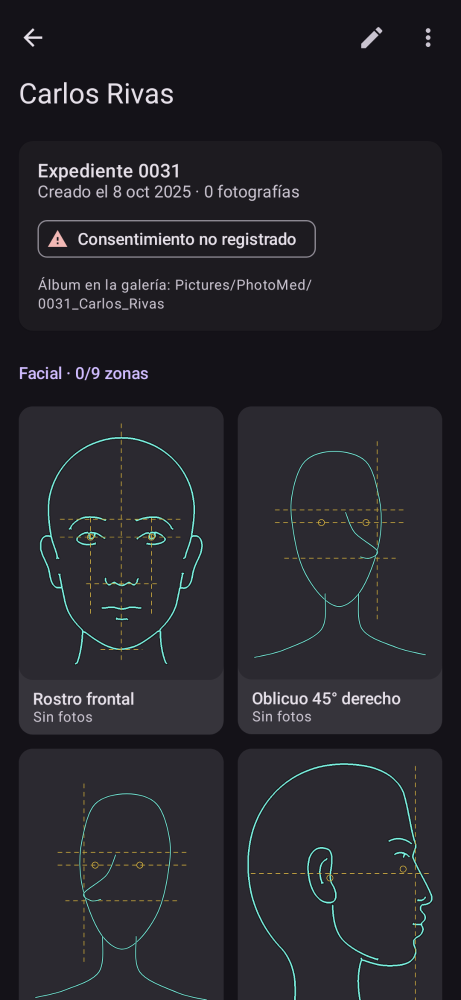 Carlos Rivas
Expediente 0031
Creado el 8 oct 2025 · 0 fotografías
Consentimiento no registrado
Álbum en la galería: Pictures/PhotoMed/
0031_Carlos_Rivas
Facial · 0/9 zonas
Rostro frontal
Sin fotos
Oblicuo 45° derecho
Sin fotos